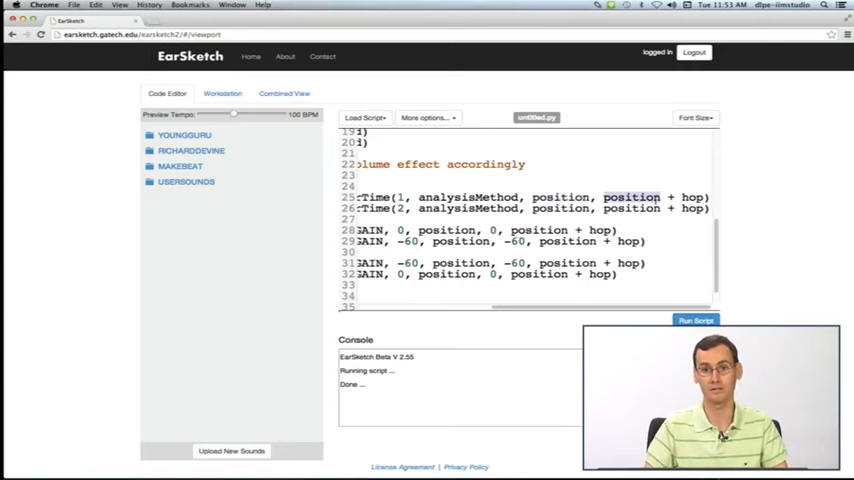 Chrome File Edit View History Bookmarks Window Help
Tue 11:53 AM dlpe-iimstudio
EarSketch
earsketch.gatech.edu/earsketch2/#/viewport
EarSketch Home About Contact logged in Logout
Code Editor Workstation Combined View
Preview Tempo: 100 BPM
Load Script More options... untitled.py Font Size
YOUNGGURU
RICHARDDEVINE
MAKEBEAT
USERSOUNDS
19 i)
20 i)
21
22 olume effect accordingly
23
24
25 rTime(1, analysisMethod, position, position + hop)
26 rTime(2, analysisMethod, position, position + hop)
27
28 GAIN, 0, position, 0, position + hop)
29 GAIN, -60, position, -60, position + hop)
30
31 GAIN, -60, position, -60, position + hop)
32 GAIN, 0, position, 0, position + hop)
33
34
35
Run Script
Console
EarSketch Beta V 2.55
Running script ...
Done ...
Upload New Sounds
License Agreement | Privacy Policy